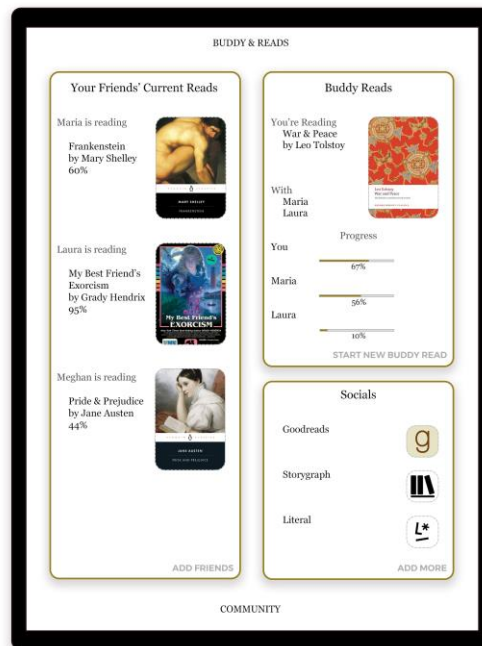 BUDDY & READS
Your Friends' Current Reads
Maria is reading
Frankenstein
by Mary Shelley
60%
MARY SHELLEY
FRANKENSTEIN
Laura is reading
My Best Friend's
Exorcism
by Grady Hendrix
95%
My Best Friend's
EXORCISM
Meghan is reading
Pride & Prejudice
by Jane Austen
44%
JANE AUSTEN
PRIDE AND PREJUDICE
ADD FRIENDS
Buddy Reads
You're Reading
War & Peace
by Leo Tolstoy
Leo Tolstoy
War and Peace
With
Maria
Laura
Progress
You
67%
Maria
56%
Laura
10%
START NEW BUDDY READ
Socials
Goodreads
g
Storygraph
Literal
L*
ADD MORE
COMMUNITY